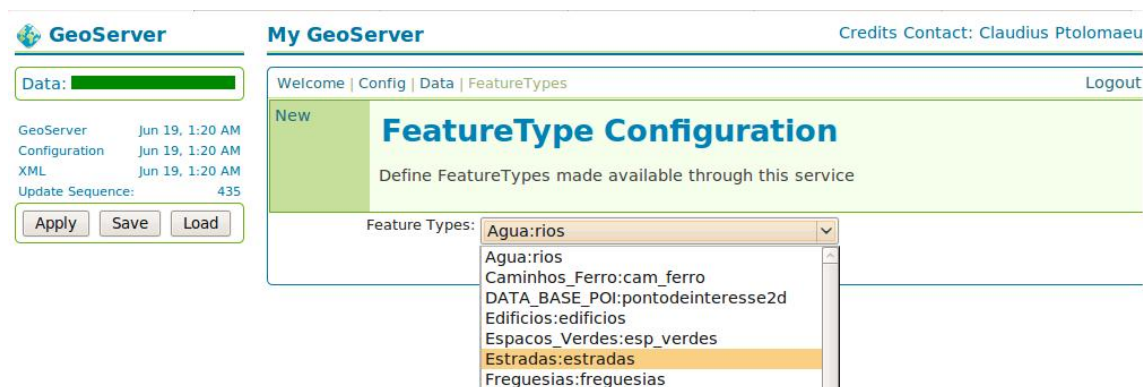 GeoServer
My GeoServer
Credits Contact: Claudius Ptolomaeu
Data:
Welcome | Config | Data | FeatureTypes
Logout
New
FeatureType Configuration
Define FeatureTypes made available through this service
GeoServer Jun 19, 1:20 AM
Configuration Jun 19, 1:20 AM
XML Jun 19, 1:20 AM
Update Sequence: 435
Apply Save Load
Feature Types: Agua:rios
Agua:rios
Caminhos_Ferro:cam_ferro
DATA_BASE_POI:pontodeinteresse2d
Edificios:edificios
Espacos_Verdes:esp_verdes
Estradas:estradas
Freguesias:freguesias